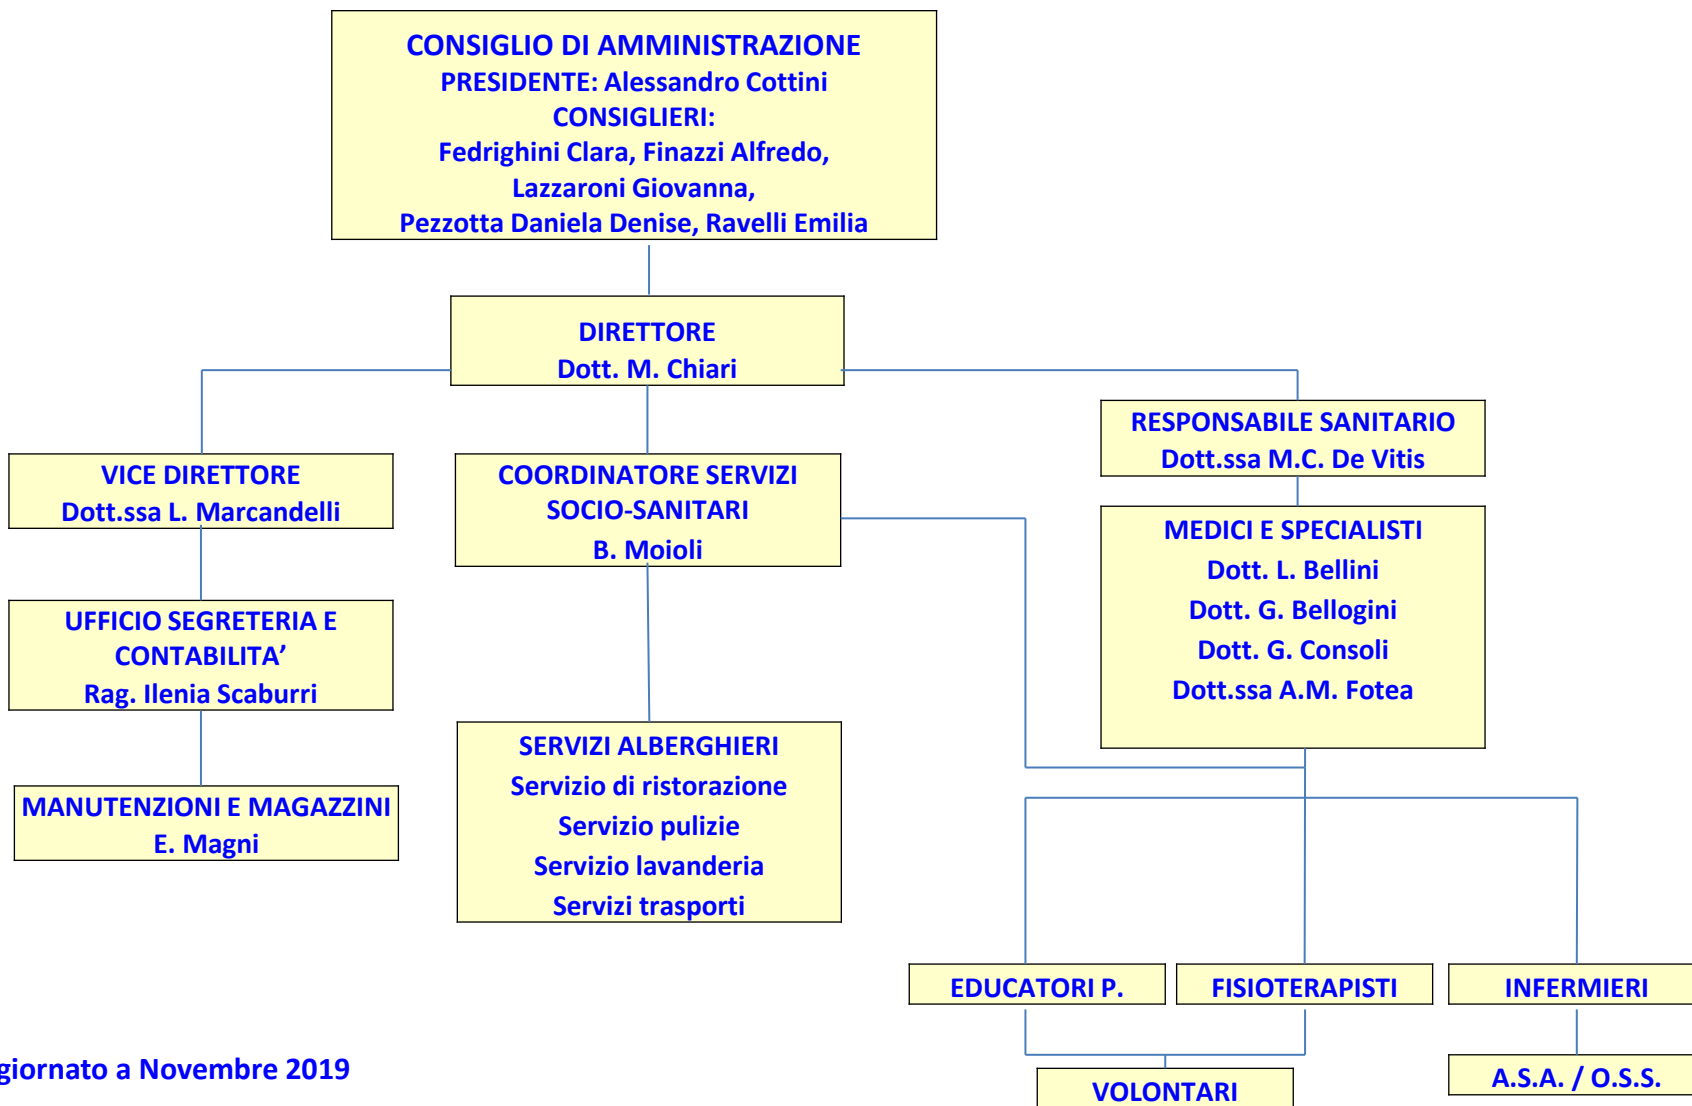 CONSIGLIO DI AMMINISTRAZIONE
PRESIDENTE: Alessandro Cottini
CONSIGLIERI:
Fedrighini Clara, Finazzi Alfredo,
Lazzaroni Giovanna,
Pezzotta Daniela Denise, Ravelli Emilia
DIRETTORE
Dott. M. Chiari
VICE DIRETTORE
Dott.ssa L. Marcandelli
UFFICIO SEGRETERIA E
CONTABILITA’
Rag. Ilenia Scaburri
MANUTENZIONI E MAGAZZINI
E. Magni
COORDINATORE SERVIZI
SOCIO-SANITARI
B. Moioli
SERVIZI ALBERGHIERI
Servizio di ristorazione
Servizio pulizie
Servizio lavanderia
Servizi trasporti
RESPONSABILE SANITARIO
Dott.ssa M.C. De Vitis
MEDICI E SPECIALISTI
Dott. L. Bellini
Dott. G. Bellogini
Dott. G. Consoli
Dott.ssa A.M. Fotea
EDUCATORI P.
FISIOTERAPISTI
INFERMIERI
VOLONTARI
A.S.A. / O.S.S.
giornato a Novembre 2019